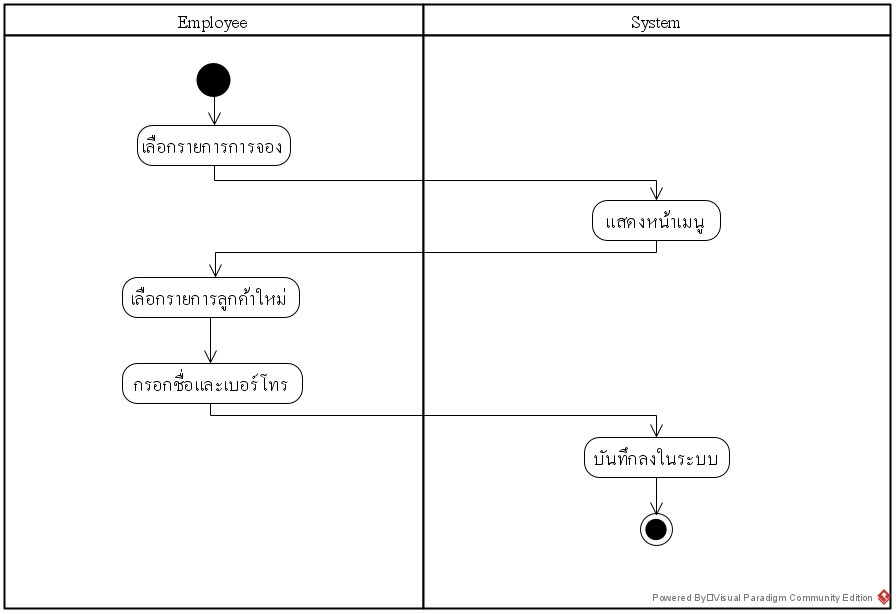 Employee
System
เลือกรายการการจอง
แสดงหน้าเมนู
เลือกรายการลูกค้าใหม่
กรอกชื่อและเบอร์โทร
บันทึกลงในระบบ
Powered By□Visual Paradigm Community Edition